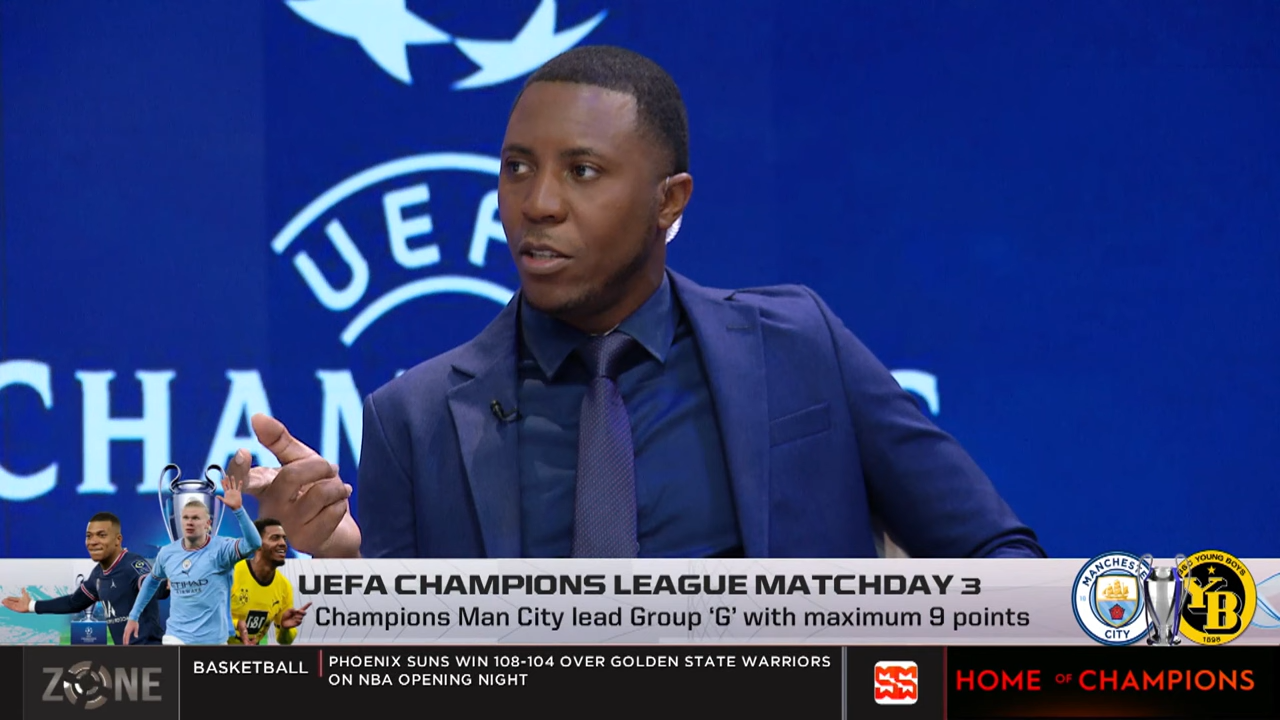 UEFA
CHAMPIONS
UEFA CHAMPIONS LEAGUE MATCHDAY 3
Champions Man City lead Group ‘G’ with maximum 9 points
MANCHESTER
CITY
YOUNG BOYS
YB
1898
ZONE
BASKETBALL
PHOENIX SUNS WIN 108-104 OVER GOLDEN STATE WARRIORS
ON NBA OPENING NIGHT
HOME OF CHAMPIONS